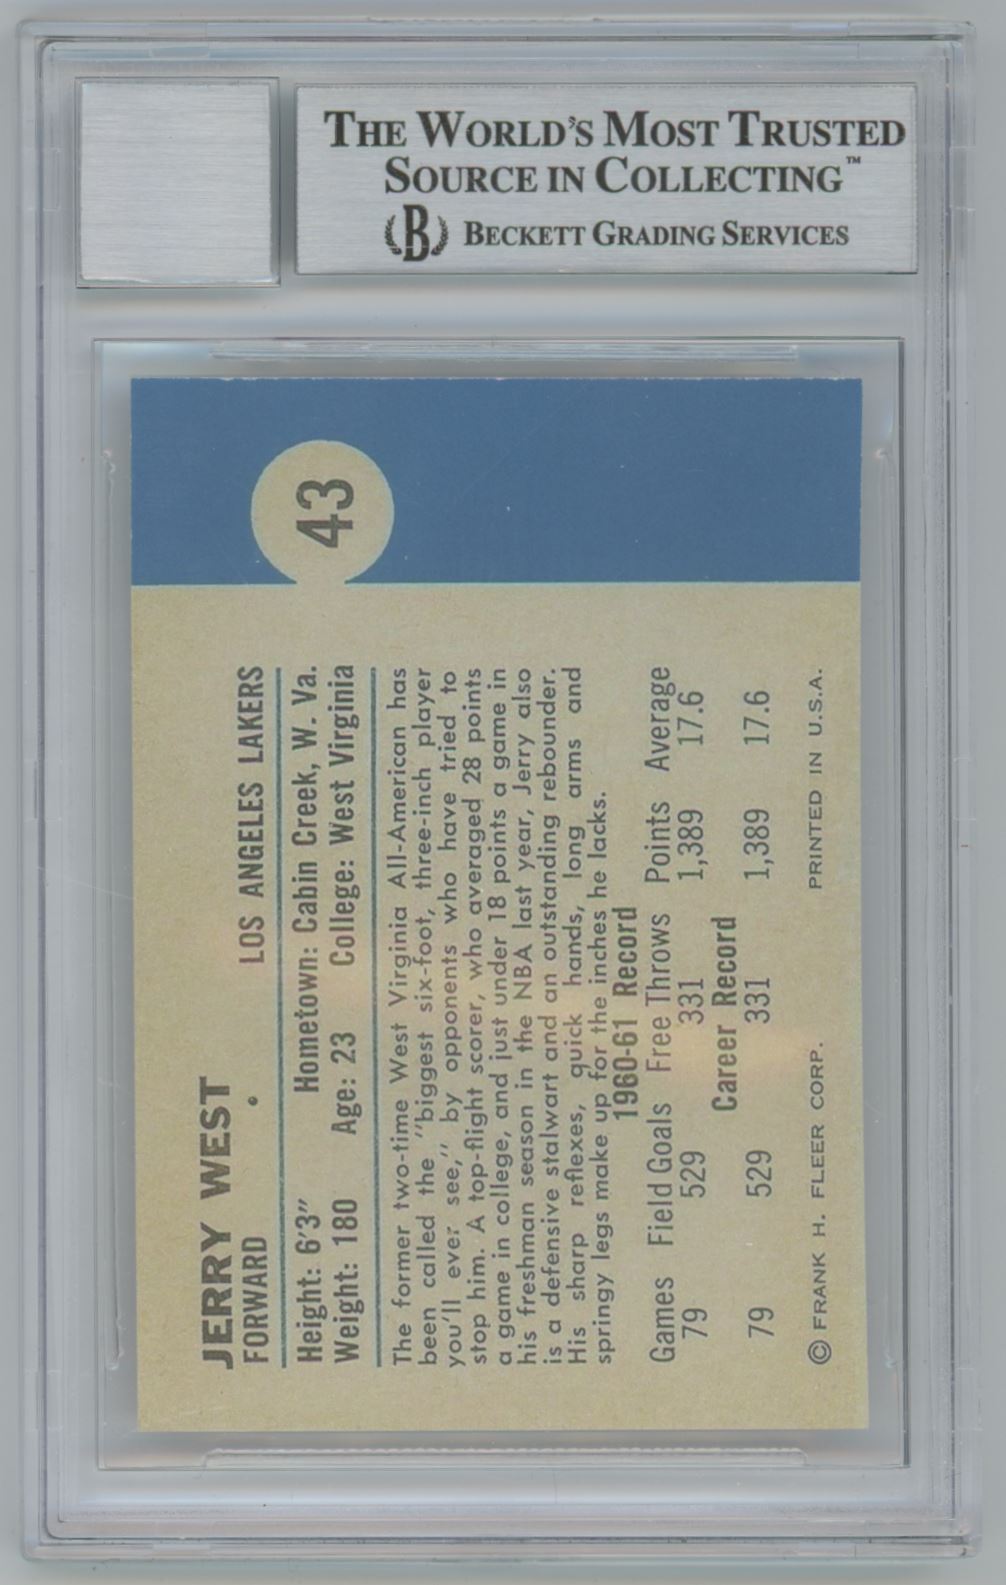 THE WORLD'S MOST TRUSTED
SOURCE IN COLLECTING™
B BECKETT GRADING SERVICES
43
JERRY WEST
FORWARD • LOS ANGELES LAKERS
Height: 6'3" Hometown: Cabin Creek, W. Va.
Weight: 180 Age: 23 College: West Virginia
The former two-time West Virginia All-American has
been called the "biggest six-foot, three-inch player
you'll ever see," by opponents who have tried to
stop him. A top-flight scorer, who averaged 28 points
a game in college, and just under 18 points a game in
his freshman season in the NBA last year, Jerry also
is a defensive stalwart and an outstanding rebounder.
His sharp reflexes, quick hands, long arms and
springy legs make up for the inches he lacks.
1960-61 Record
Games Field Goals Free Throws Points Average
79 529 331 1,389 17.6
Career Record
79 529 331 1,389 17.6
© FRANK H. FLEER CORP. PRINTED IN U.S.A.